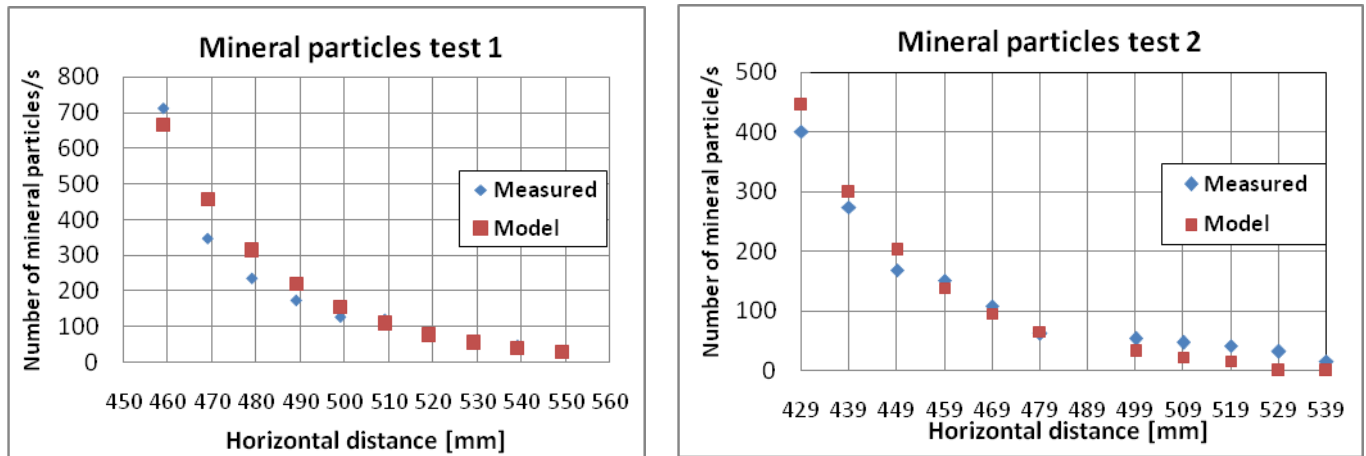 Mineral particles test 1
Number of mineral particles/s
800
700
600
500
400
300
200
100
0
Measured
Model
450 460 470 480 490 500 510 520 530 540 550 560
Horizontal distance [mm]
Mineral particles test 2
Number of mineral particle/s
500
400
300
200
100
0
Measured
Model
429 439 449 459 469 479 489 499 509 519 529 539
Horizontal distance [mm]